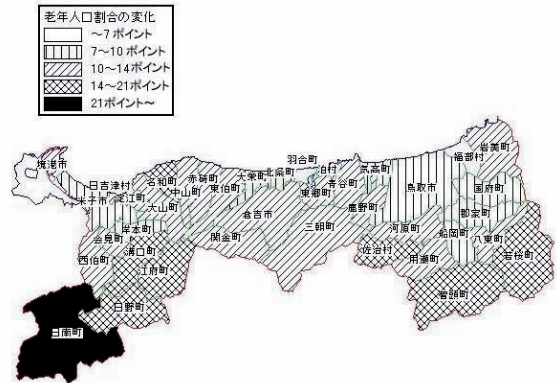 老年人口割合の変化
～7ポイント
7～10ポイント
10～14ポイント
14～21ポイント
21ポイント～
境港市
日吉津村
米子市
淀江町
名和町
中山町
赤碕町
東伯町
大栄町
北条町
羽合町
泊村
東郷町
青谷町
気高町
鳥取市
福部村
岩美町
国府町
大山町
倉吉市
鹿野町
郡家町
岸本町
会見町
溝口町
西伯町
江府町
関金町
三朝町
河原町
船岡町
八東町
若桜町
佐治村
用瀬町
智頭町
日野町
日南町